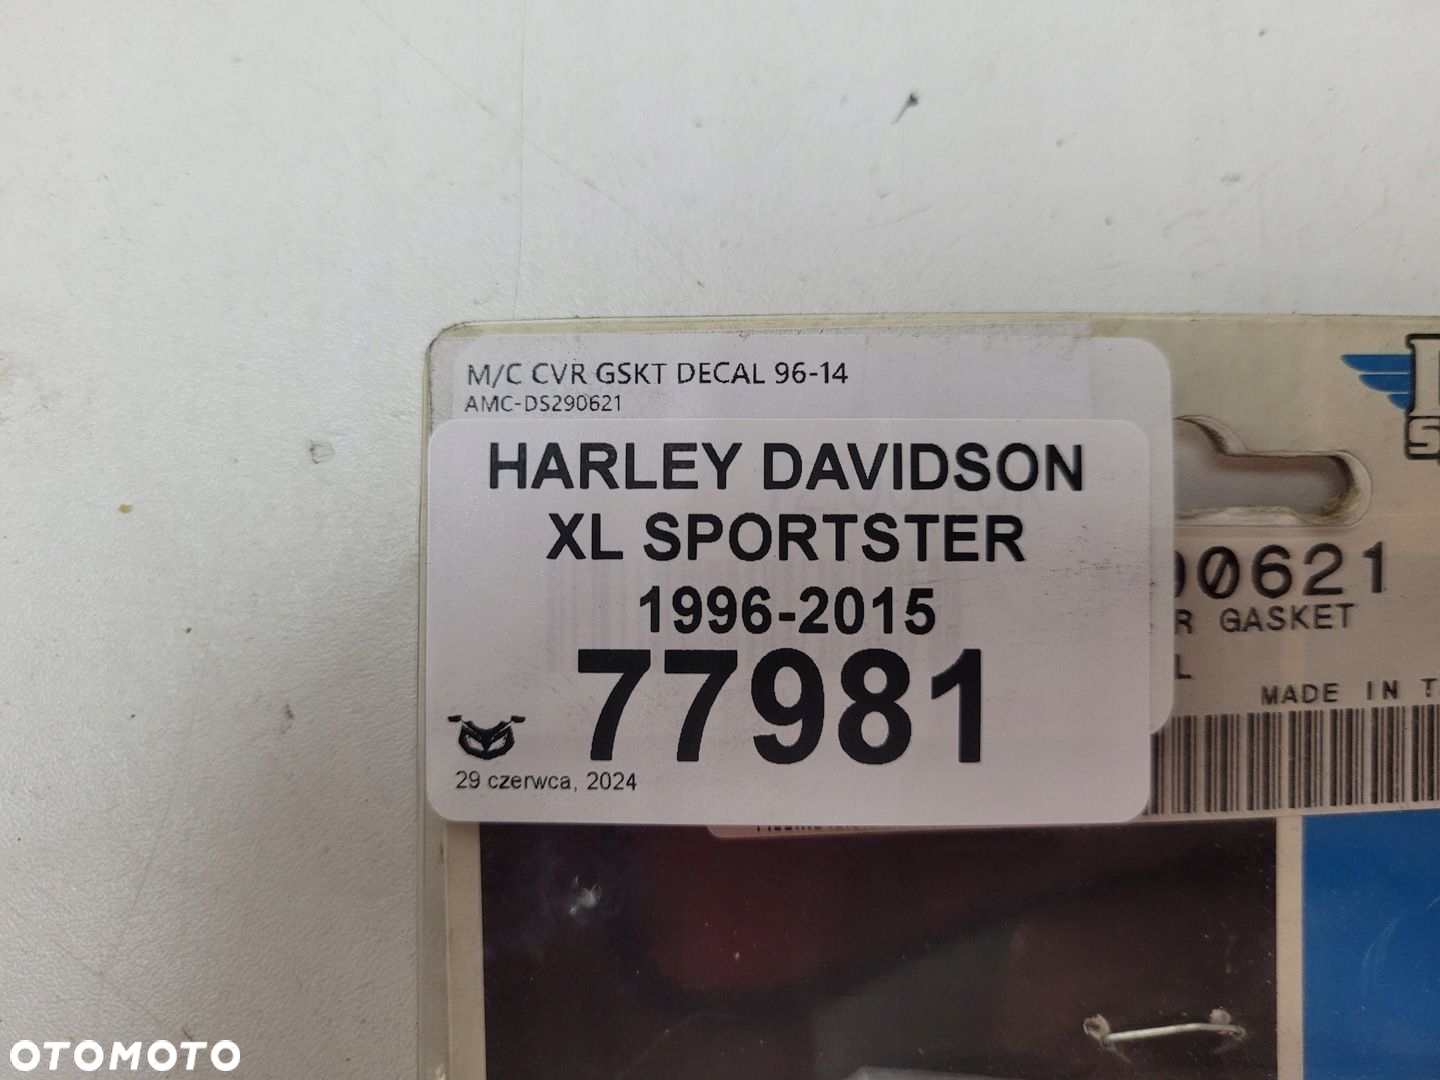 M/C CVR GSKT DECAL 96-14
AMC-DS290621
HARLEY DAVIDSON
XL SPORTSTER
1996-2015
77981
29 czerwca, 2024
00621
R GASKET
L
MADE IN T
OTOMOTO